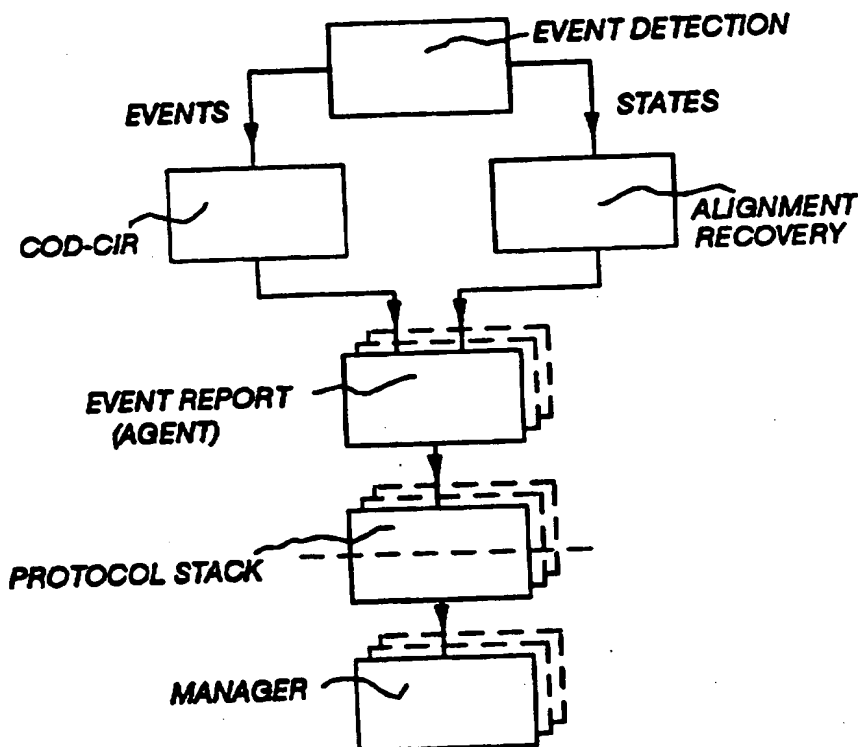 EVENT DETECTION
EVENTS
STATES
COD-CIR
ALIGNMENT
RECOVERY
EVENT REPORT
(AGENT)
PROTOCOL STACK
MANAGER